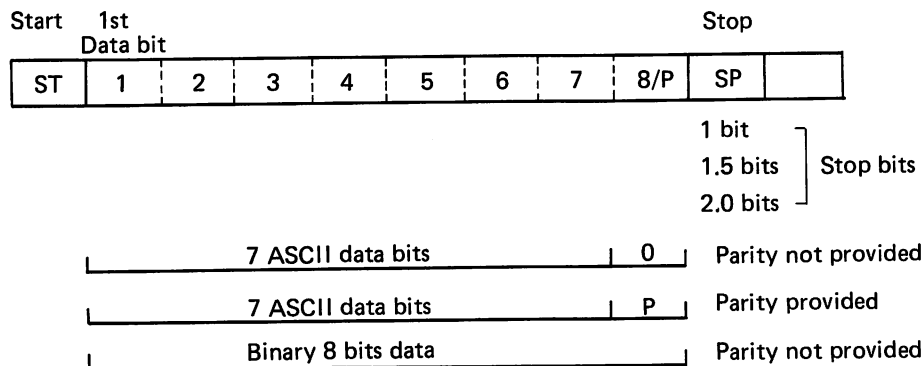 Start 1st Stop
Data bit
ST 1 2 3 4 5 6 7 8/P SP
1 bit
1.5 bits Stop bits
2.0 bits
7 ASCII data bits 0 Parity not provided
7 ASCII data bits P Parity provided
Binary 8 bits data Parity not provided